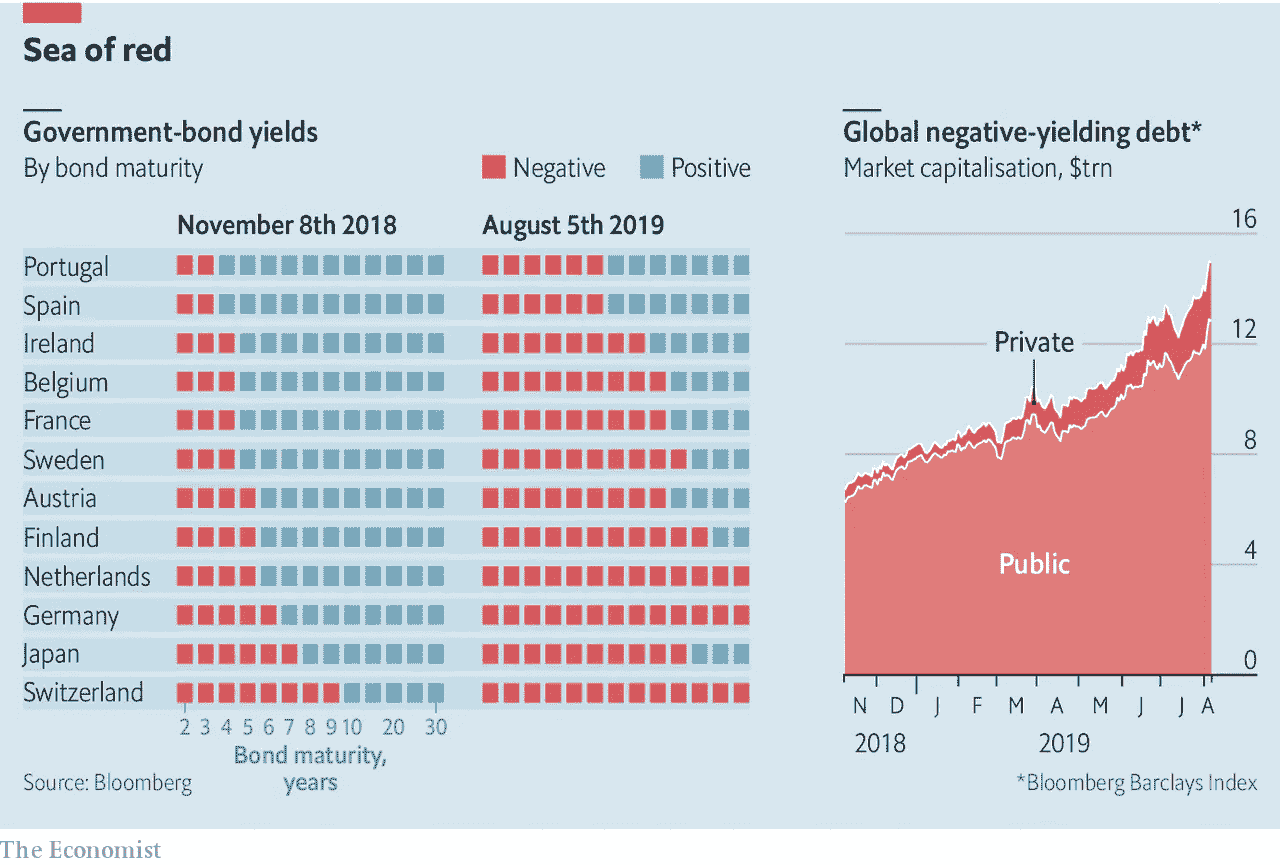 Sea of red
Government-bond yields
By bond maturity
Negative
Positive
November 8th 2018
August 5th 2019
Portugal
Spain
Ireland
Belgium
France
Sweden
Austria
Finland
Netherlands
Germany
Japan
Switzerland
2 3 4 5 6 7 8 9 10 20 30
Bond maturity,
years
Source: Bloomberg
Global negative-yielding debt*
Market capitalisation, $trn
16
12
8
4
0
Private
Public
N D J F M A M J J A
2018 2019
*Bloomberg Barclays Index
The Economist